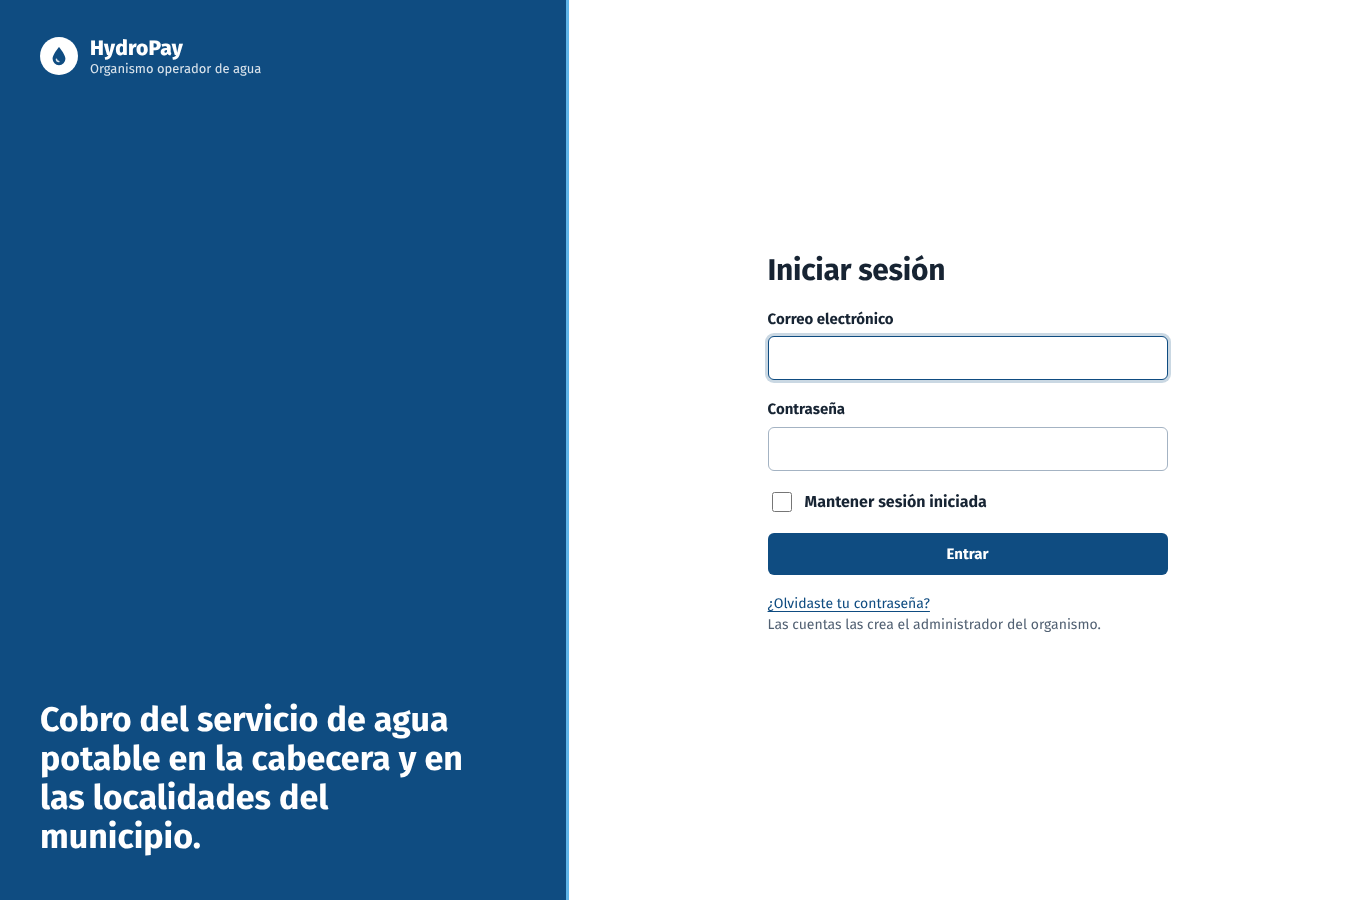 HydroPay
Organismo operador de agua
Cobro del servicio de agua
potable en la cabecera y en
las localidades del
municipio.
Iniciar sesión
Correo electrónico
Contraseña
Mantener sesión iniciada
Entrar
¿Olvidaste tu contraseña?
Las cuentas las crea el administrador del organismo.